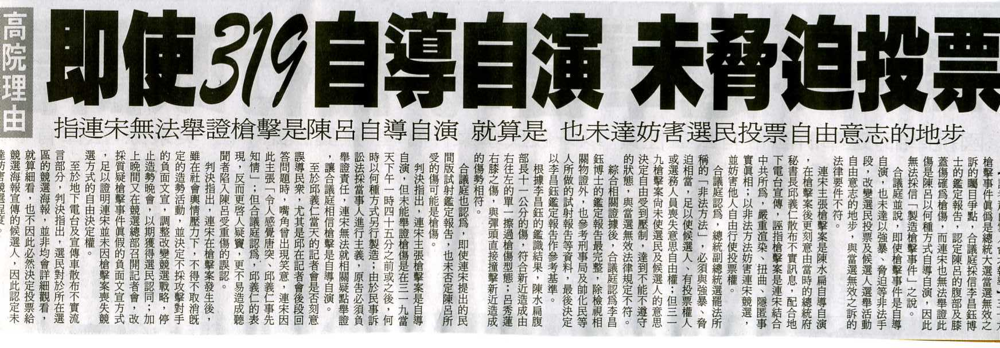 高院理由
即使319自導自演 未脅迫投票
指連宋無法舉證槍擊是陳呂自導自演 就算是 也未達妨害選民投票自由意志的地步
槍擊事件眞僞是總統大選當選無效之
訴的矚目爭點，合議庭採信李昌鈺博
士的鑑定報告，認定陳呂的腹部及膝
蓋傷確爲槍傷，而連宋也無法舉證此
傷是陳呂以何種方式自導自演，因此
無法採信「製造槍擊事件」之說。
合議庭並說，即使槍擊事件是自導
自演，也未達以強暴、脅迫等非法手
段，改變選民投票及候選人選舉活動
自由意志的地步，與當選無效之訴的
法律要件不符。
連宋主張槍擊案是陳水扁自導自演
，在槍擊案後更刻意由當時的總統府
秘書長邱義仁散布不實訊息，配合地
下電台宣傳，誣指槍擊案是連宋結合
中共所爲，嚴重渲染、扭曲、隱匿事
實眞相；以非法方法妨害連宋競選，
並妨害他人自由行使投票權。
合議庭認爲，總統副總統選罷法所
稱的「非法方法」，必須與強暴、脅
迫相當，足以使候選人、有投票權人
或選務人員喪失意思自由權；但三一
九槍擊案尚未使選民及候選人的意思
決定自由受到壓制，達到不能不遵守
的狀態，與當選無效法律規定不符。
綜合相關證據後，合議庭認爲李昌
鈺博士的鑑定報告最完整，除檢視相
關物證外，也參考刑事局及帥化民等
人所做的試射報告等資料，最後決定
以李昌鈺鑑定報告作參考基準。
根據李昌鈺的鑑識結果，陳水扁腹
部長十一公分的傷，符合新近造成由
右往左的單一擦過槍傷型態；呂秀蓮
右膝之傷，與彈頭直接撞擊新近造成
的傷勢相符。
合議庭也認爲，即使連宋提出的民
間版試射鑑定報告，也未否定陳呂所
受的傷可能是槍傷。
判決指出，連宋主張槍擊案是自導
自演，但未能舉證槍傷是在三一九當
天下午一時四十五分之前或之後，何
時以何種方式另行製造；由於民事訴
訟法採當事人進行主義，原告必須負
舉證責任，連宋無法就相關疑點舉證
，讓合議庭相信槍擊是自導自演。
至於邱義仁當天的記者會是否刻意
誤導民衆，尤其是邱在記者會後段回
答問題時，嘴角曾出現笑意，連宋因
此主張「令人感覺唐突、邱義仁事先
知情」；但合議庭認爲，邱義仁的表
現，反而更啓人疑竇，更不易造成聽
聞者陷入陳呂受重傷的誤認。
判決指出，連宋在槍擊案發生後，
雖在社會輿情壓力下，不得不取消旣
定的造勢活動，並決定不採攻擊對手
的負面文宣，調整改變競選戰略，停
止造勢晚會，以期獲得選民認同；加
上晚間又在競選總部召開記者會，改
採質疑槍擊事件眞假的負面文宣方式
，足以證明連宋並未因槍擊案喪失競
選方式的自由決定權。
至於地下電台及宣傳車散布不實流
言部分，判決指出，選民對於所在選
區的競選海報，並非均會詳細觀看，
就算細看，也不因此必然決定投票給
競選海報宣傳的候選人，因此認定未
達妨害競選程度。